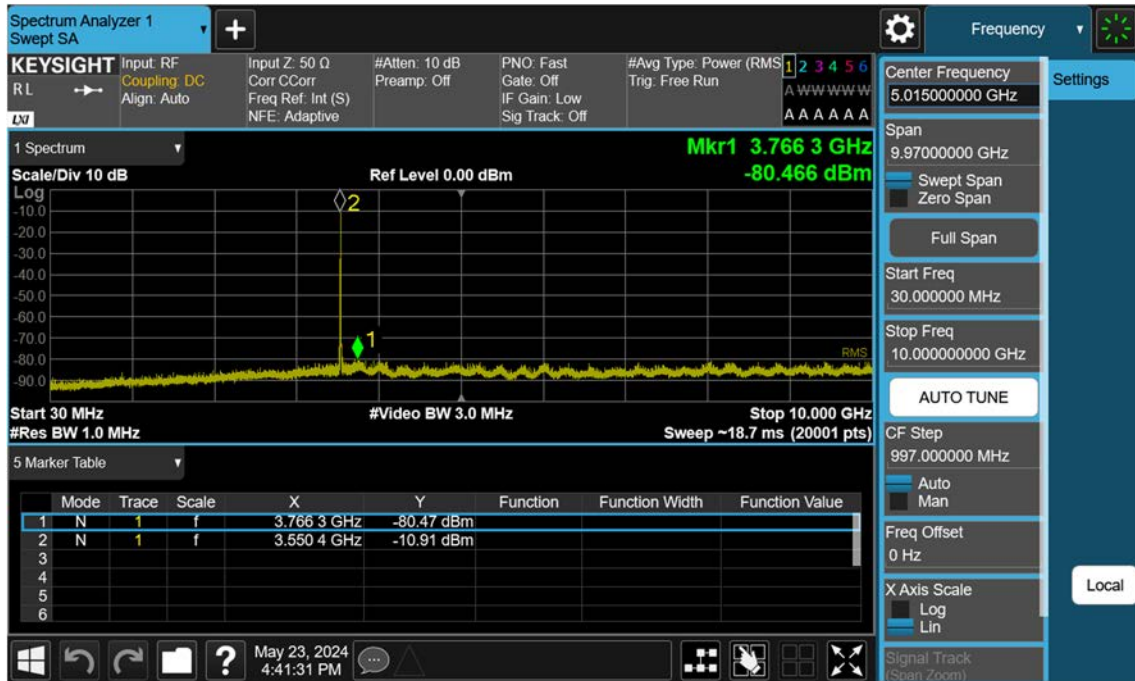 Spectrum Analyzer 1
Swept SA
+
Frequency
KEYSIGHT
RL
LXI
Input: RF
Coupling: DC
Align: Auto
Input Z: 50 Ω
Corr CCorr
Freq Ref: Int (S)
NFE: Adaptive
#Atten: 10 dB
Preamp: Off
PNO: Fast
Gate: Off
IF Gain: Low
Sig Track: Off
#Avg Type: Power (RMS
Trig: Free Run
1 2 3 4 5 6
A W W W W W
A A A A A A
1 Spectrum
Mkr1 3.766 3 GHz
-80.466 dBm
Scale/Div 10 dB
Ref Level 0.00 dBm
Log
-10.0
-20.0
-30.0
-40.0
-50.0
-60.0
-70.0
-80.0
-90.0
2
1
RMS
Start 30 MHz
#Video BW 3.0 MHz
Stop 10.000 GHz
#Res BW 1.0 MHz
Sweep ~18.7 ms (20001 pts)
5 Marker Table
Mode Trace Scale X Y Function Function Width Function Value
1 N 1 f 3.766 3 GHz -80.47 dBm
2 N 1 f 3.550 4 GHz -10.91 dBm
3
4
5
6
?
May 23, 2024
4:41:31 PM
Center Frequency
5.015000000 GHz
Settings
Span
9.97000000 GHz
Swept Span
Zero Span
Full Span
Start Freq
30.000000 MHz
Stop Freq
10.000000000 GHz
AUTO TUNE
CF Step
997.000000 MHz
Auto
Man
Freq Offset
0 Hz
X Axis Scale
Log
Lin
Local
Signal Track
(Span Zoom)